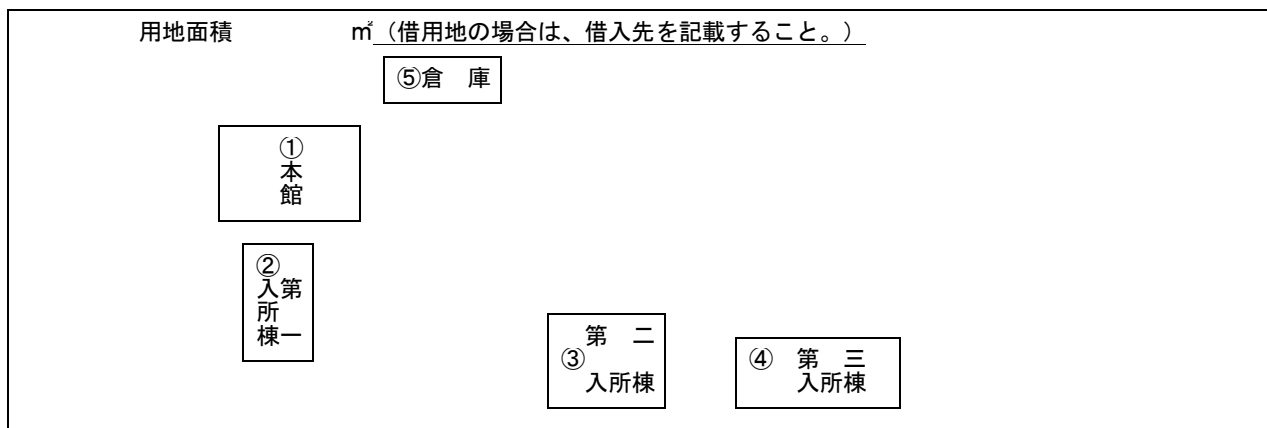 用地面積 ㎡（借用地の場合は、借入先を記載すること。）
⑤倉 庫
①本館
②第一入所棟
③第 二
入所棟
④ 第 三
入所棟